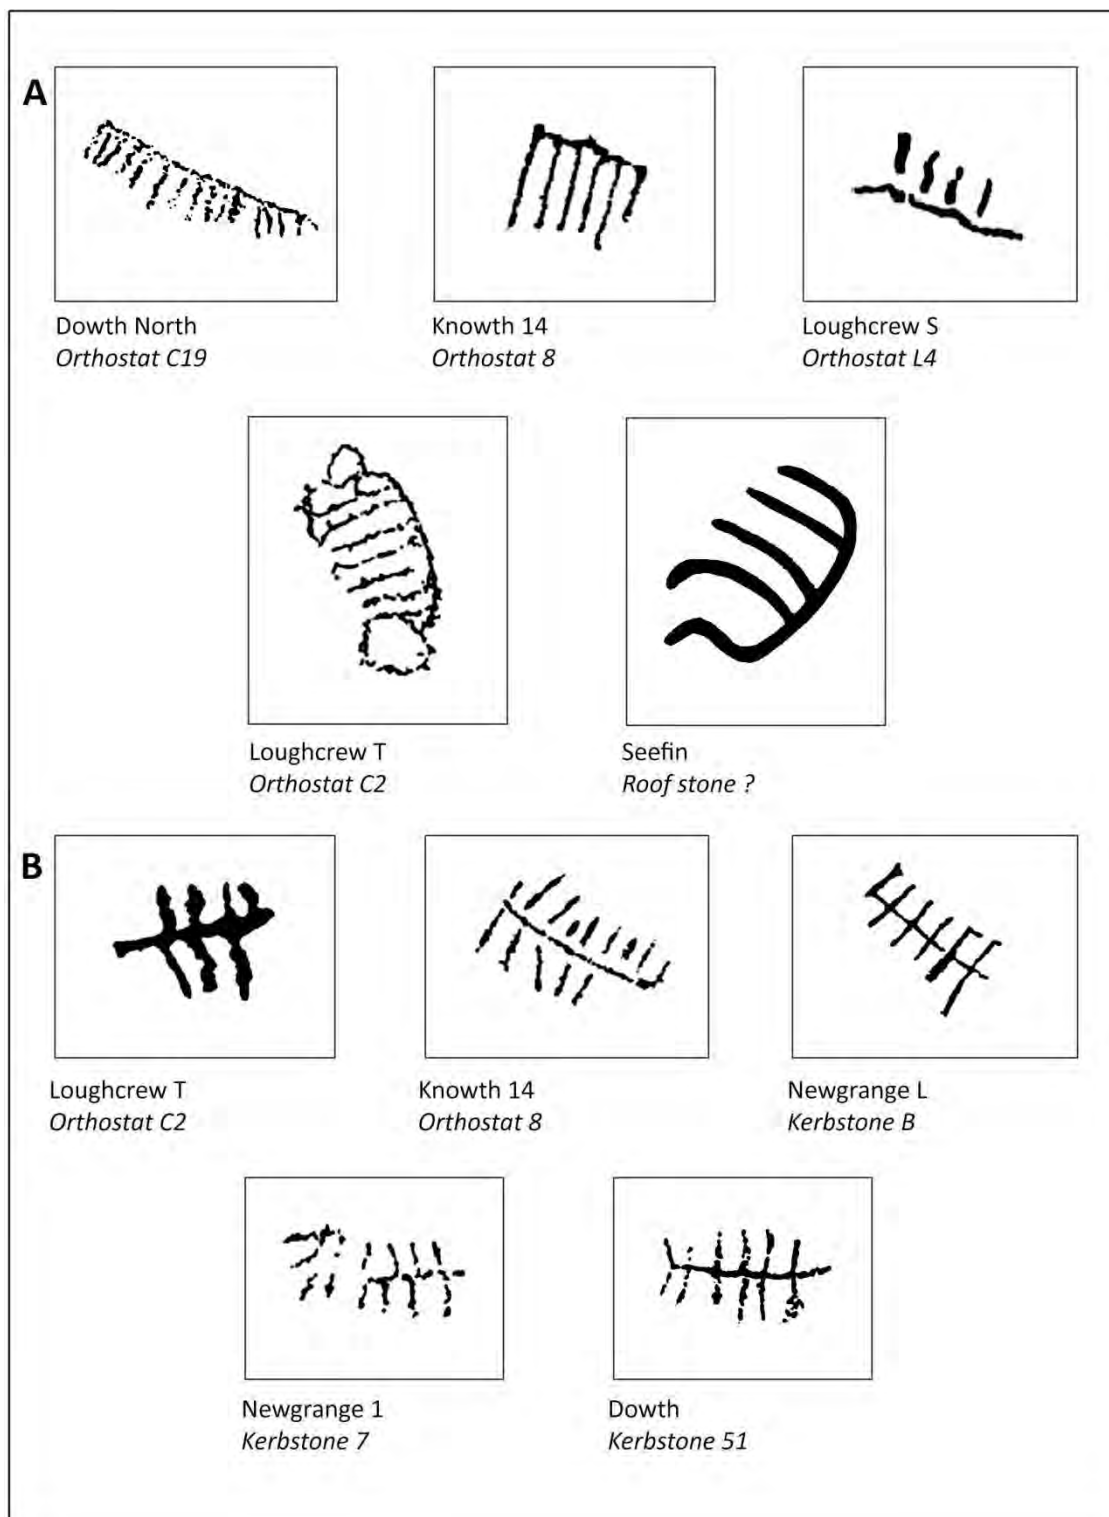 A
Dowth North
Orthostat C19
Knowth 14
Orthostat 8
Loughcrew S
Orthostat L4
Loughcrew T
Orthostat C2
Seefin
Roof stone ?
B
Loughcrew T
Orthostat C2
Knowth 14
Orthostat 8
Newgrange L
Kerbstone B
Newgrange 1
Kerbstone 7
Dowth
Kerbstone 51